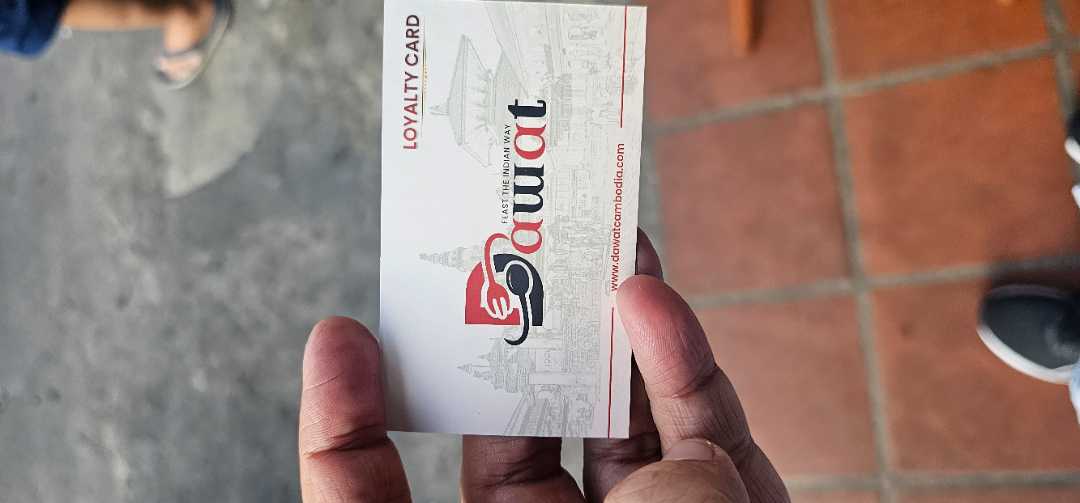 LOYALTY CARD
FEAST THE INDIAN WAY
Dawat
www.dawatcambodia.com